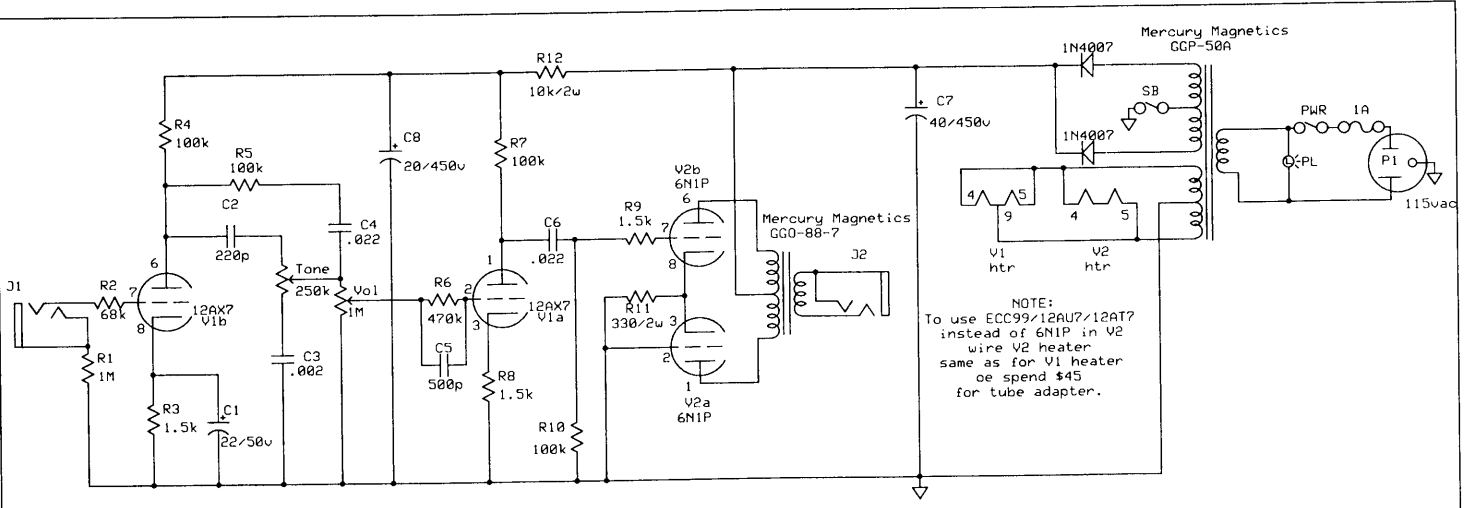 Mercury Magnetics
GGP-50A
1N4007
SB
PWR
1A
1N4007
PL
P1
115vac
R12
10k/2w
C7
40/450v
C8
20/450v
R4
100k
R5
100k
R7
100k
C2
220p
C4
.022
C6
.022
R9
1.5k
V2b
6N1P
6
7
8
Mercury Magnetics
GGO-88-7
J2
4
5
9
V1
htr
4
5
V2
htr
J1
R2
68k
6
7
8
12AX7
V1b
Tone
250k
Vol
1M
R6
470k
C5
500p
1
2
3
12AX7
V1a
R11
330/2w
3
2
1
V2a
6N1P
NOTE:
To use ECC99/12AU7/12AT7
instead of 6N1P in V2
wire V2 heater
same as for V1 heater
oe spend $45
for tube adapter.
R1
1M
R3
1.5k
C1
22/50v
C3
.002
R8
1.5k
R10
100k